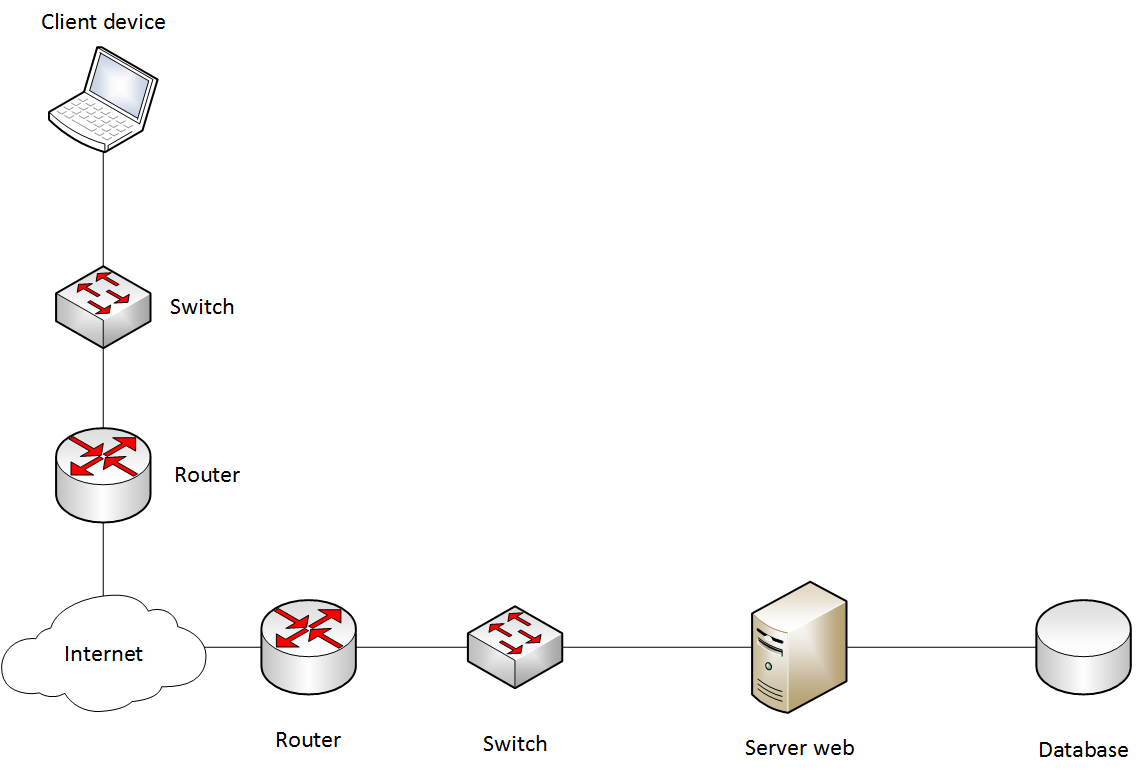 Client device
Switch
Router
Internet
Router
Switch
Server web
Database